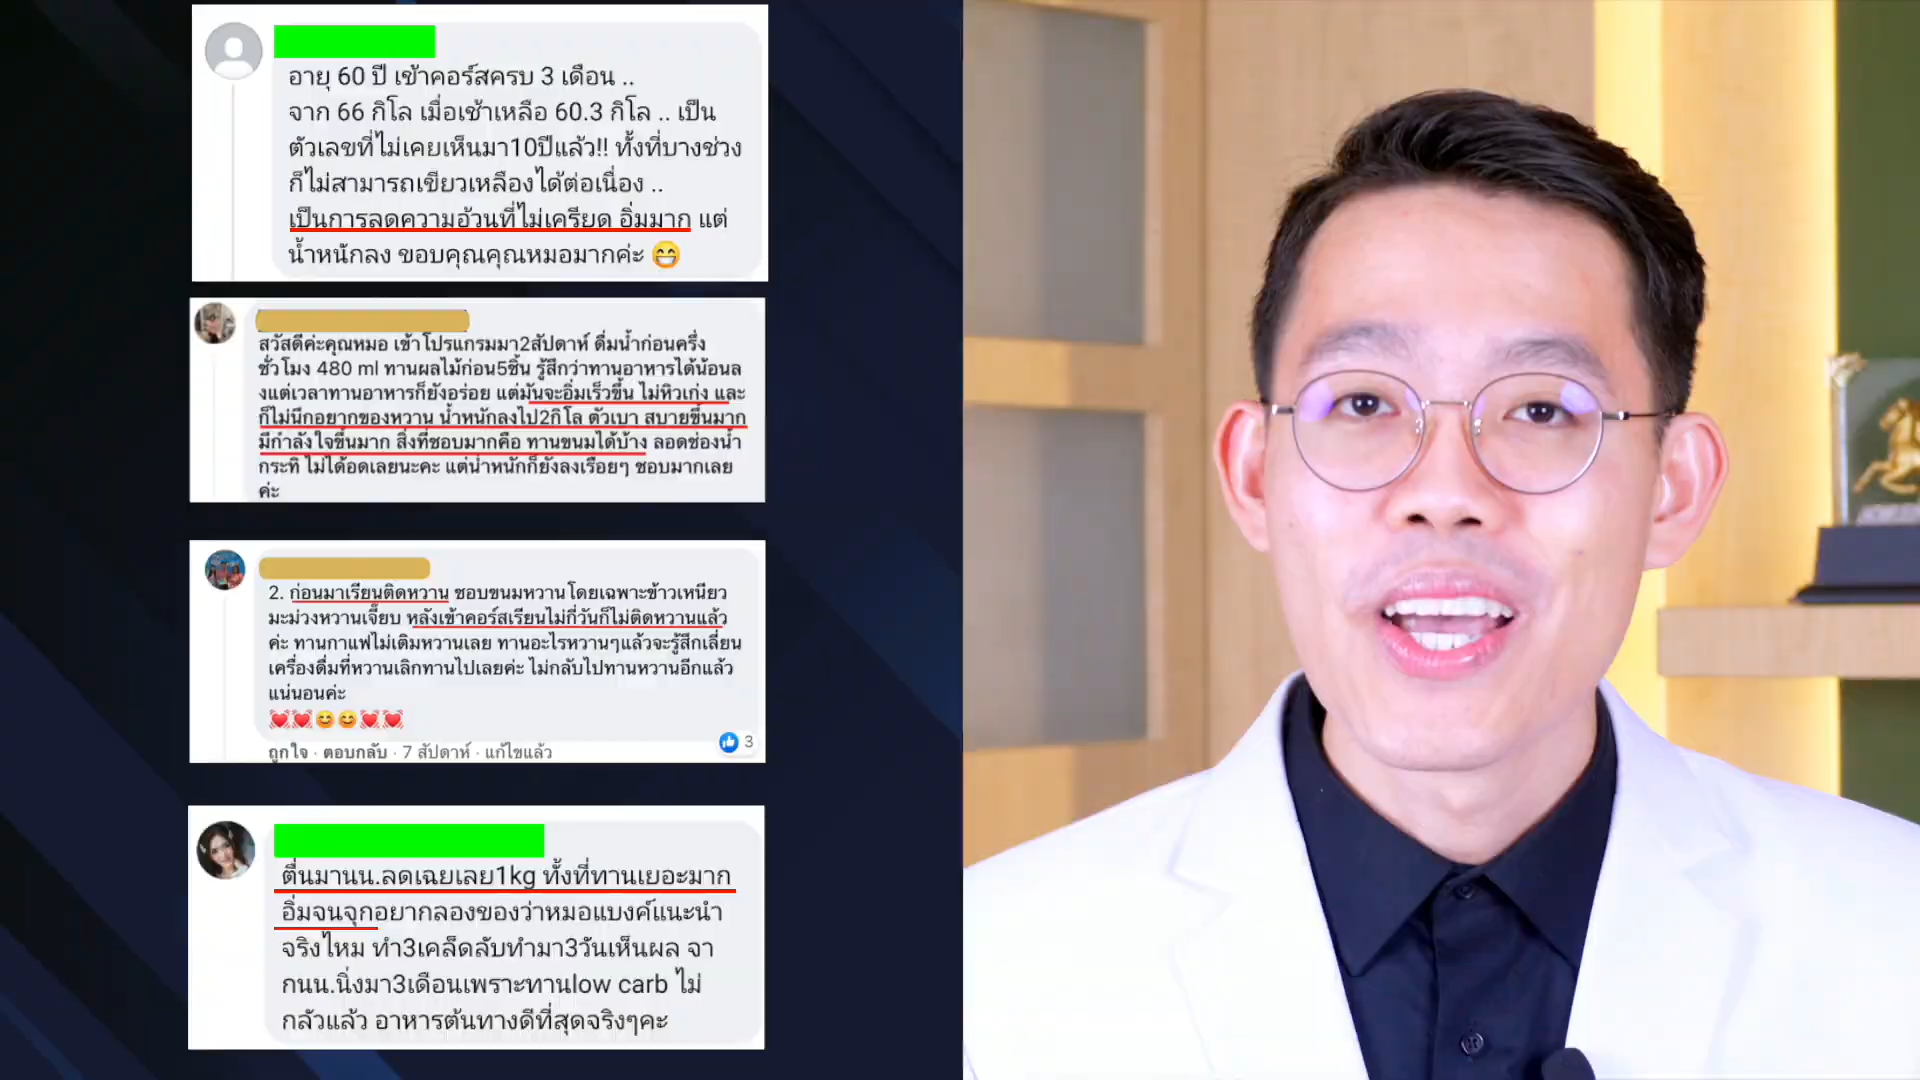 อายุ 60 ปี เข้าคอร์สครบ 3 เดือน ..
จาก 66 กิโล เมื่อเช้าเหลือ 60.3 กิโล .. เป็น
ตัวเลขที่ไม่เคยเห็นมา10ปีแล้ว!! ทั้งที่บางช่วง
ก็ไม่สามารถเขียวเหลืองได้ต่อเนื่อง ..
เป็นการลดความอ้วนที่ไม่เครียด อิ่มมาก แต่
น้ำหนักลง ขอบคุณคุณหมอมากค่ะ 😁
สวัสดีค่ะคุณหมอ เข้าโปรแกรมมา2สัปดาห์ ดื่มน้ำก่อนครึ่ง
ชั่วโมง 480 ml ทานผลไม้ก่อน5ชิ้น รู้สึกว่าทานอาหารได้น้อนล
งแต่เวลาทานอาหารก็ยังอร่อย แต่มันจะอิ่มเร็วขึ้น ไม่หิวเก่ง และ
ก็ไม่นึกอยากของหวาน น้ำหนักลงไป2กิโล ตัวเบา สบายขึ้นมาก
มีกำลังใจขึ้นมาก สิ่งที่ชอบมากคือ ทานขนมได้บ้าง ลอดช่องน้ำ
กระทิ ไม่ได้อดเลยนะคะ แต่น้ำหนักก็ยังลงเรื่อยๆ ชอบมากเลย
ค่ะ
2. ก่อนมาเรียนติดหวาน ชอบขนมหวานโดยเฉพาะข้าวเหนียว
มะม่วงหวานเจี๊ยบ หลังเข้าคอร์สเรียนไม่กี่วันก็ไม่ติดหวานแล้ว
ค่ะ ทานกาแฟไม่เติมหวานเลย ทานอะไรหวานๆแล้วจะรู้สึกเลี่ยน
เครื่องดื่มที่หวานเลิกทานไปเลยค่ะ ไม่กลับไปทานหวานอีกแล้ว
แน่นอนค่ะ
💓💓😊😊💓💓
ถูกใจ · ตอบกลับ · 7 สัปดาห์ · แก้ไขแล้ว
3
ตื่นมานน.ลดเฉยเลย1kg ทั้งที่ทานเยอะมาก
อิ่มจนจุกอยากลองของว่าหมอแบงค์แนะนำ
จริงไหม ทำ3เคล็ดลับทำมา3วันเห็นผล จา
กนน.นิ่งมา3เดือนเพราะทานlow carb ไม่
กลัวแล้ว อาหารต้นทางดีที่สุดจริงๆคะ